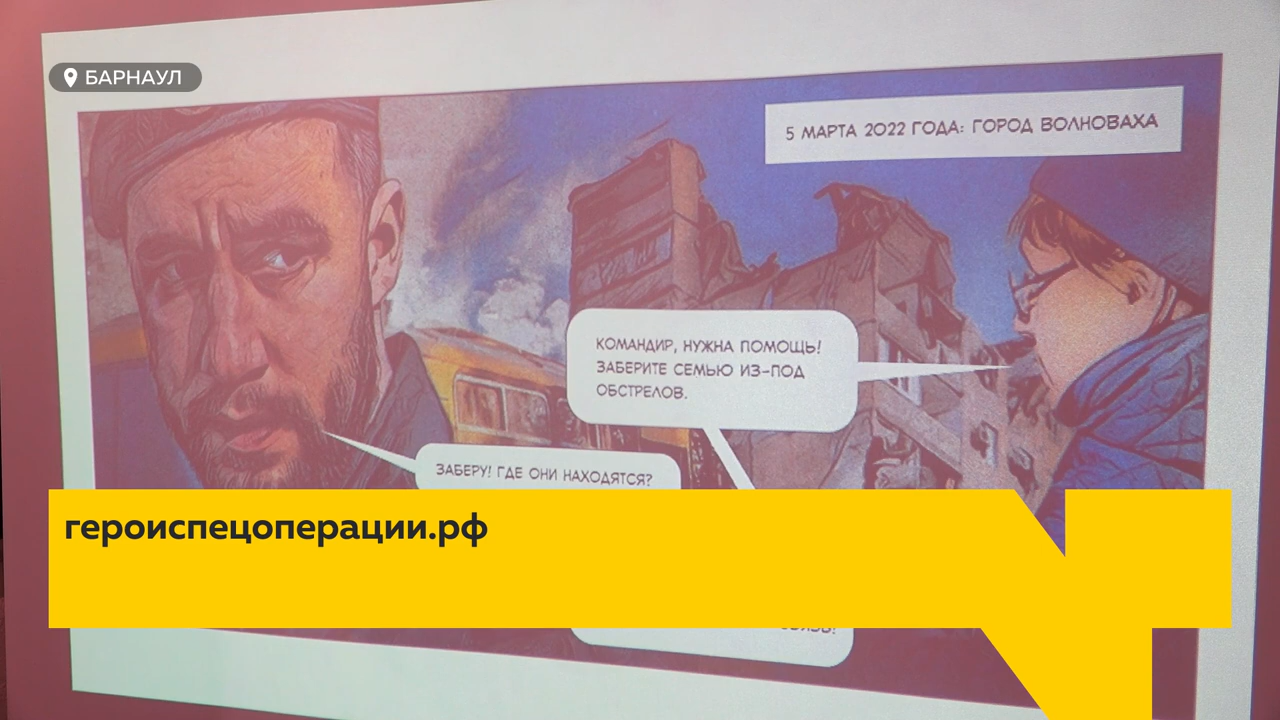 БАРНАУЛ
5 МАРТА 2022 ГОДА: ГОРОД ВОЛНОВАХА
КОМАНДИР, НУЖНА ПОМОЩЬ!
ЗАБЕРИТЕ СЕМЬЮ ИЗ-ПОД
ОБСТРЕЛОВ.
ЗАБЕРУ! ГДЕ ОНИ НАХОДЯТСЯ?
героиспецоперации.рф